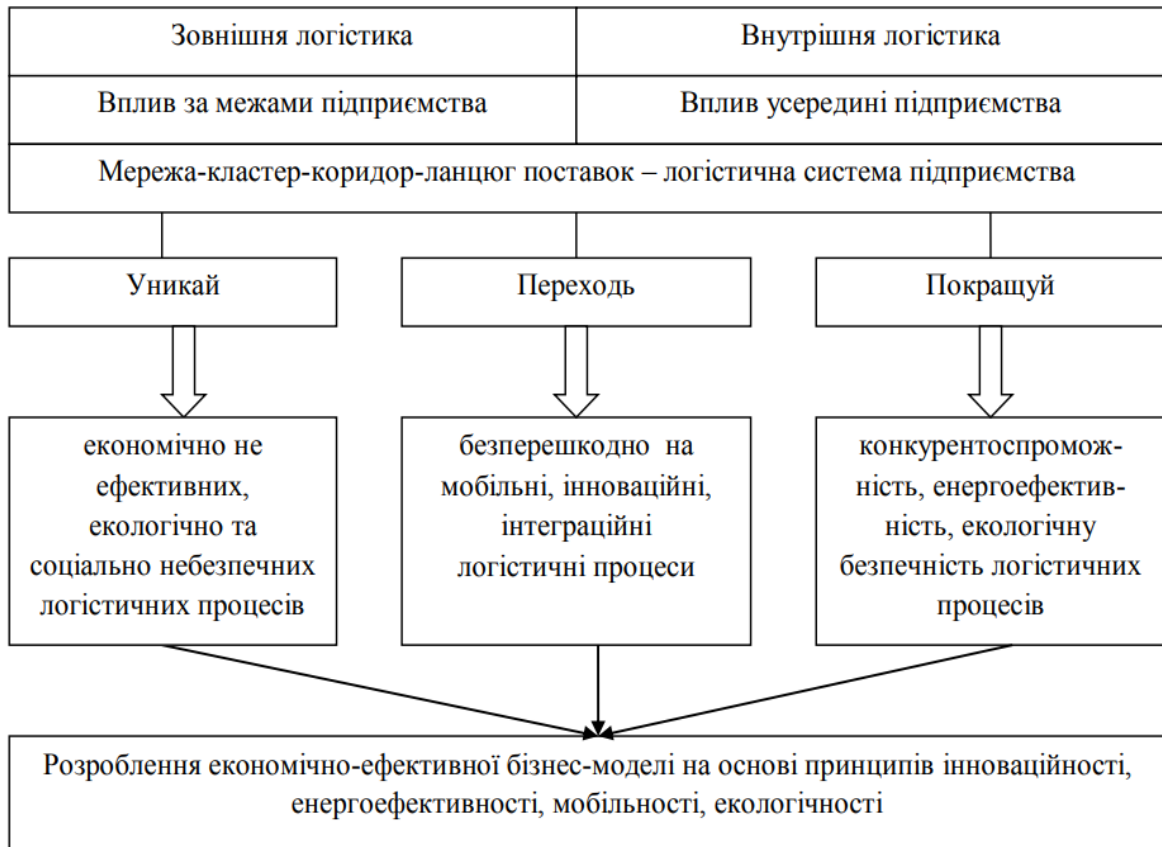 Зовнішня логістика
Внутрішня логістика
Вплив за межами підприємства
Вплив усередині підприємства
Мережа-кластер-коридор-ланцюг поставок – логістична система підприємства
Уникай
Переходь
Покращуй
економічно не
ефективних,
екологічно та
соціально небезпечних
логістичних процесів
безперешкодно на
мобільні, інноваційні,
інтеграційні
логістичні процеси
конкурентоспромож-
ність, енергоефектив-
ність, екологічну
безпечність логістичних
процесів
Розроблення економічно-ефективної бізнес-моделі на основі принципів інноваційності,
енергоефективності, мобільності, екологічності